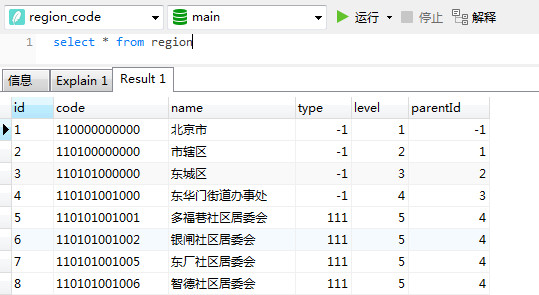 region_code main 运行 停止 解释
1 select * from region
信息 Explain 1 Result 1
id code name type level parentId
1 110000000000 北京市 -1 1 -1
2 110100000000 市辖区 -1 2 1
3 110101000000 东城区 -1 3 2
4 110101001000 东华门街道办事处 -1 4 3
5 110101001001 多福巷社区居委会 111 5 4
6 110101001002 银闸社区居委会 111 5 4
7 110101001005 东厂社区居委会 111 5 4
8 110101001006 智德社区居委会 111 5 4